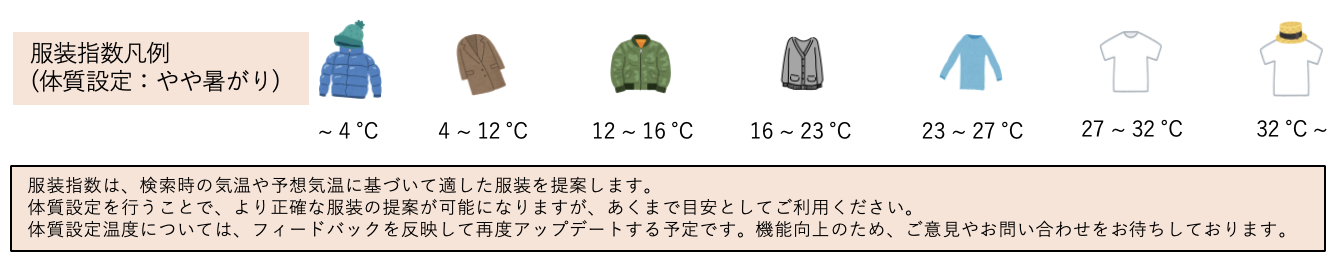 服装指数凡例
(体質設定：やや暑がり)
~ 4 °C
4 ~ 12 °C
12 ~ 16 °C
16 ~ 23 °C
23 ~ 27 °C
27 ~ 32 °C
32 °C ~
服装指数は、検索時の気温や予想気温に基づいて適した服装を提案します。
体質設定を行うことで、より正確な服装の提案が可能になりますが、あくまで目安としてご利用ください。
体質設定温度については、フィードバックを反映して再度アップデートする予定です。機能向上のため、ご意見やお問い合わせをお待ちしております。